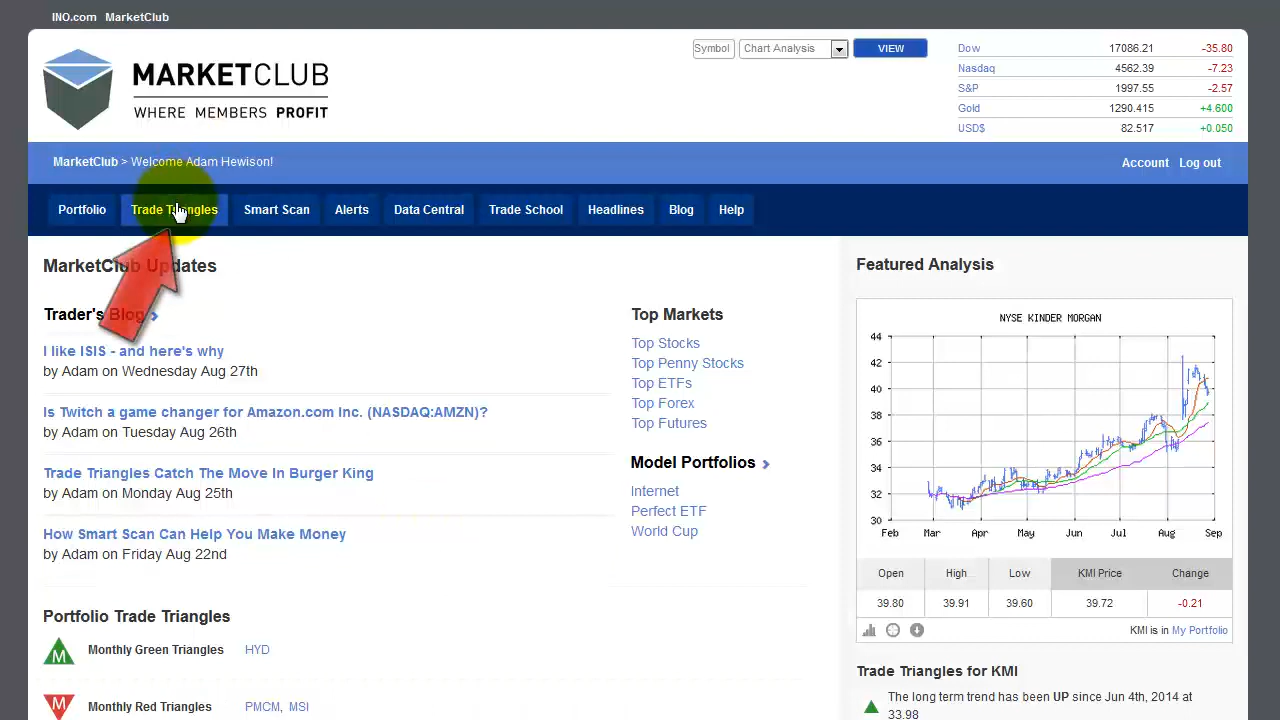 INO.com MarketClub
MARKETCLUB
WHERE MEMBERS PROFIT
Symbol Chart Analysis VIEW
Dow 17086.21 -35.80
Nasdaq 4562.39 -7.23
S&P 1997.55 -2.57
Gold 1290.415 +4.600
USD$ 82.517 +0.050
MarketClub > Welcome Adam Hewison! Account Log out
Portfolio Trade Triangles Smart Scan Alerts Data Central Trade School Headlines Blog Help
MarketClub Updates
Trader's Blog
I like ISIS - and here's why
by Adam on Wednesday Aug 27th
Is Twitch a game changer for Amazon.com Inc. (NASDAQ:AMZN)?
by Adam on Tuesday Aug 26th
Trade Triangles Catch The Move In Burger King
by Adam on Monday Aug 25th
How Smart Scan Can Help You Make Money
by Adam on Friday Aug 22nd
Top Markets
Top Stocks
Top Penny Stocks
Top ETFs
Top Forex
Top Futures
Model Portfolios
Internet
Perfect ETF
World Cup
Portfolio Trade Triangles
M Monthly Green Triangles HYD
M Monthly Red Triangles PMCM, MSI
Featured Analysis
NYSE KINDER MORGAN
44
42
40
38
36
34
32
30
Feb Mar Apr May Jun Jul Aug Sep
Open High Low KMI Price Change
39.80 39.91 39.60 39.72 -0.21
KMI is in My Portfolio
Trade Triangles for KMI
The long term trend has been UP since Jun 4th, 2014 at
33.98